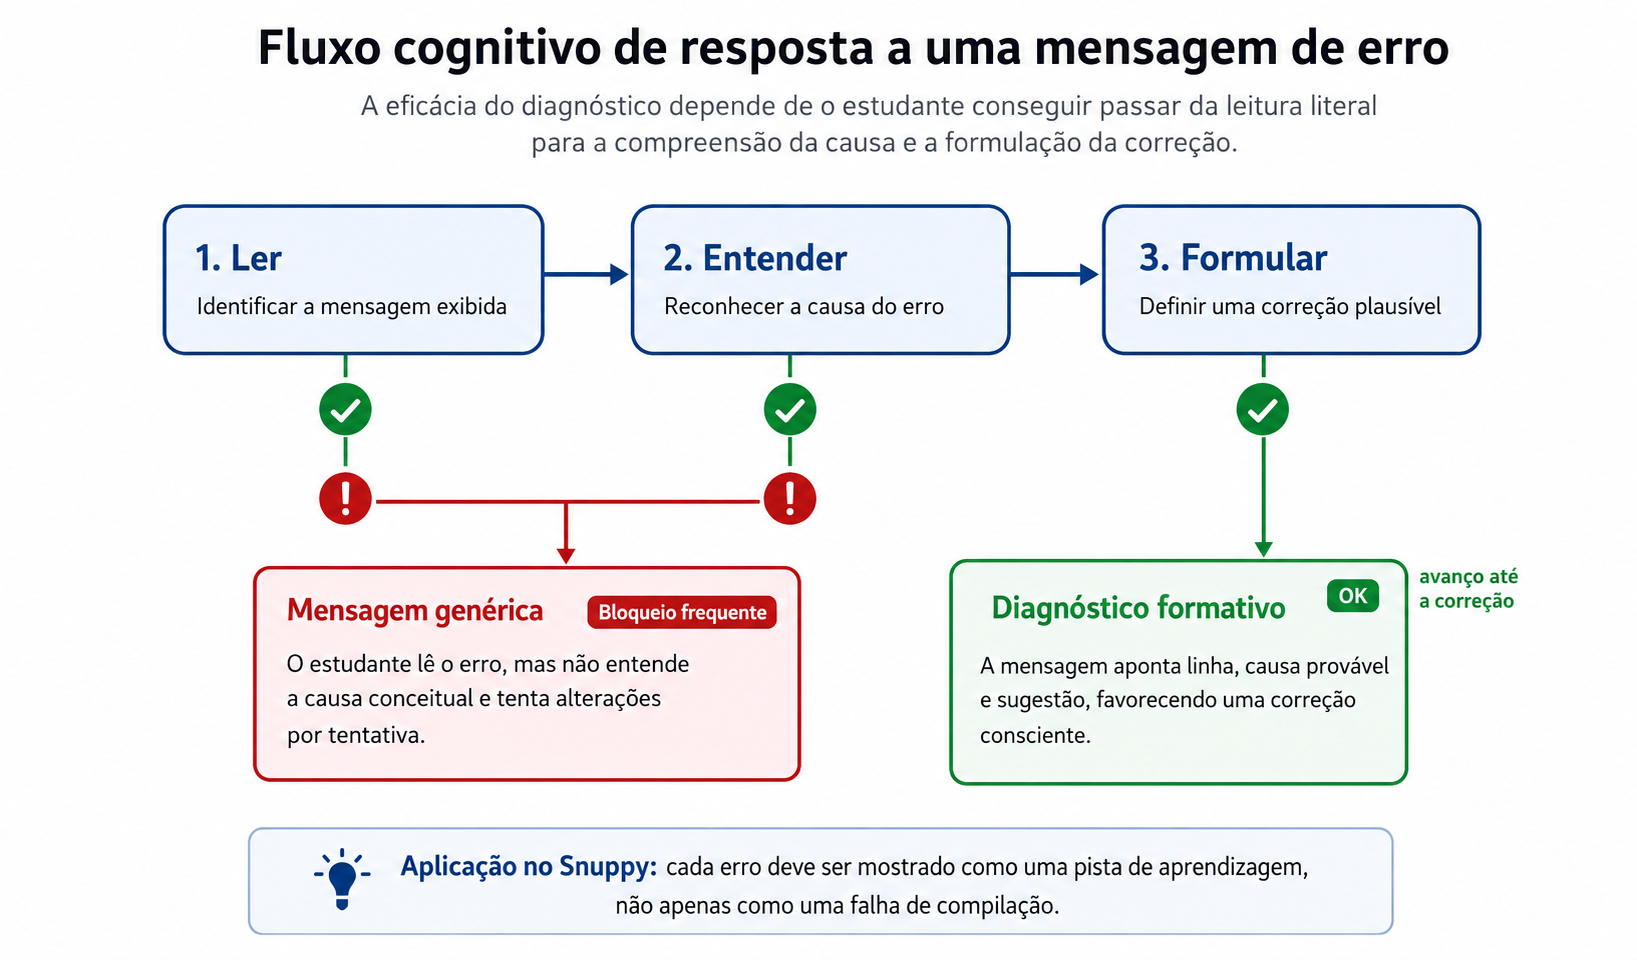 Fluxo cognitivo de resposta a uma mensagem de erro
A eficácia do diagnóstico depende de o estudante conseguir passar da leitura literal
para a compreensão da causa e a formulação da correção.
1. Ler
Identificar a mensagem exibida
2. Entender
Reconhecer a causa do erro
3. Formular
Definir uma correção plausível
Mensagem genérica
Bloqueio frequente
O estudante lê o erro, mas não entende
a causa conceitual e tenta alterações
por tentativa.
Diagnóstico formativo
OK
avanço até
a correção
A mensagem aponta linha, causa provável
e sugestão, favorecendo uma correção
consciente.
Aplicação no Snuppy: cada erro deve ser mostrado como uma pista de aprendizagem,
não apenas como uma falha de compilação.